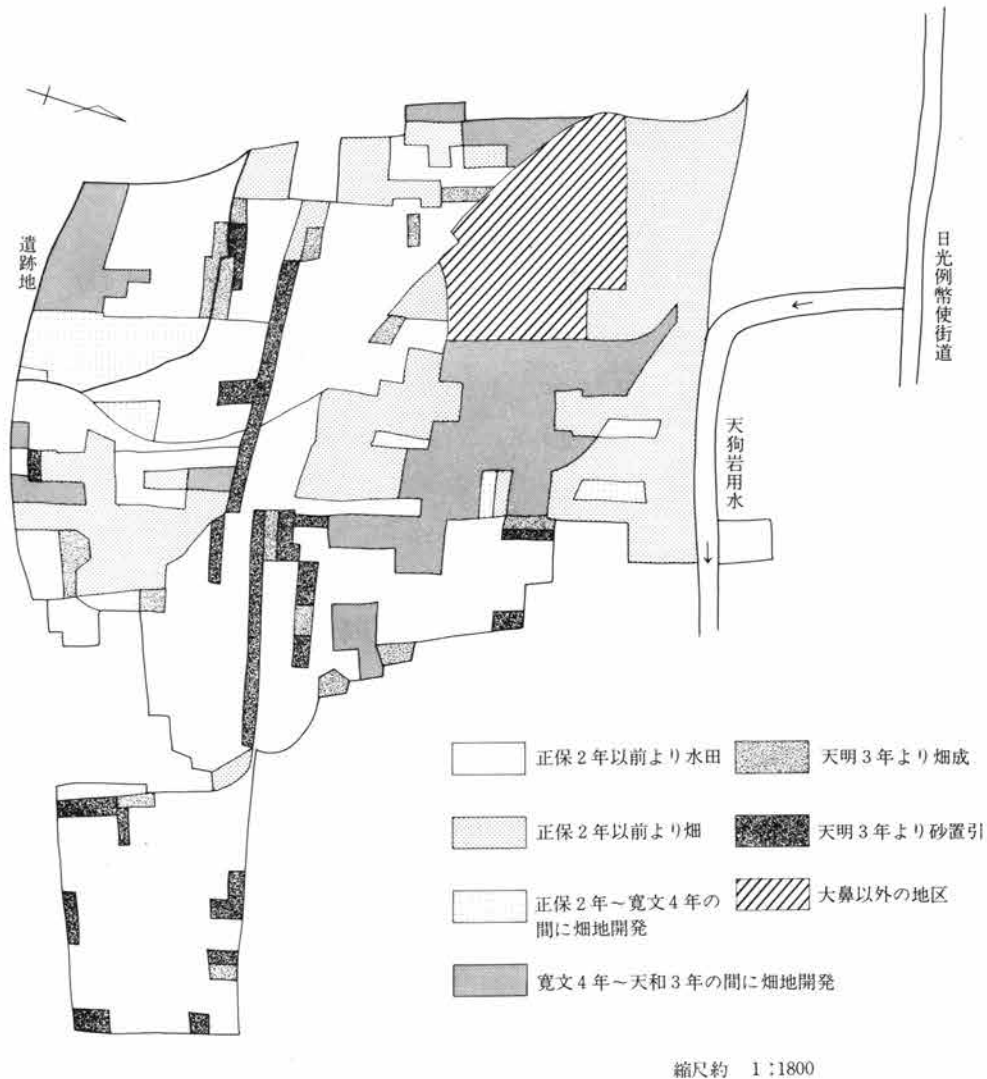 遺跡地
日光例幣使街道
天狗岩用水
正保2年以前より水田
正保2年以前より畑
正保2年~寛文4年の
間に畑地開発
寛文4年~天和3年の間に畑地開発
天明3年より畑成
天明3年より砂置引
大鼻以外の地区
縮尺約 1:1800